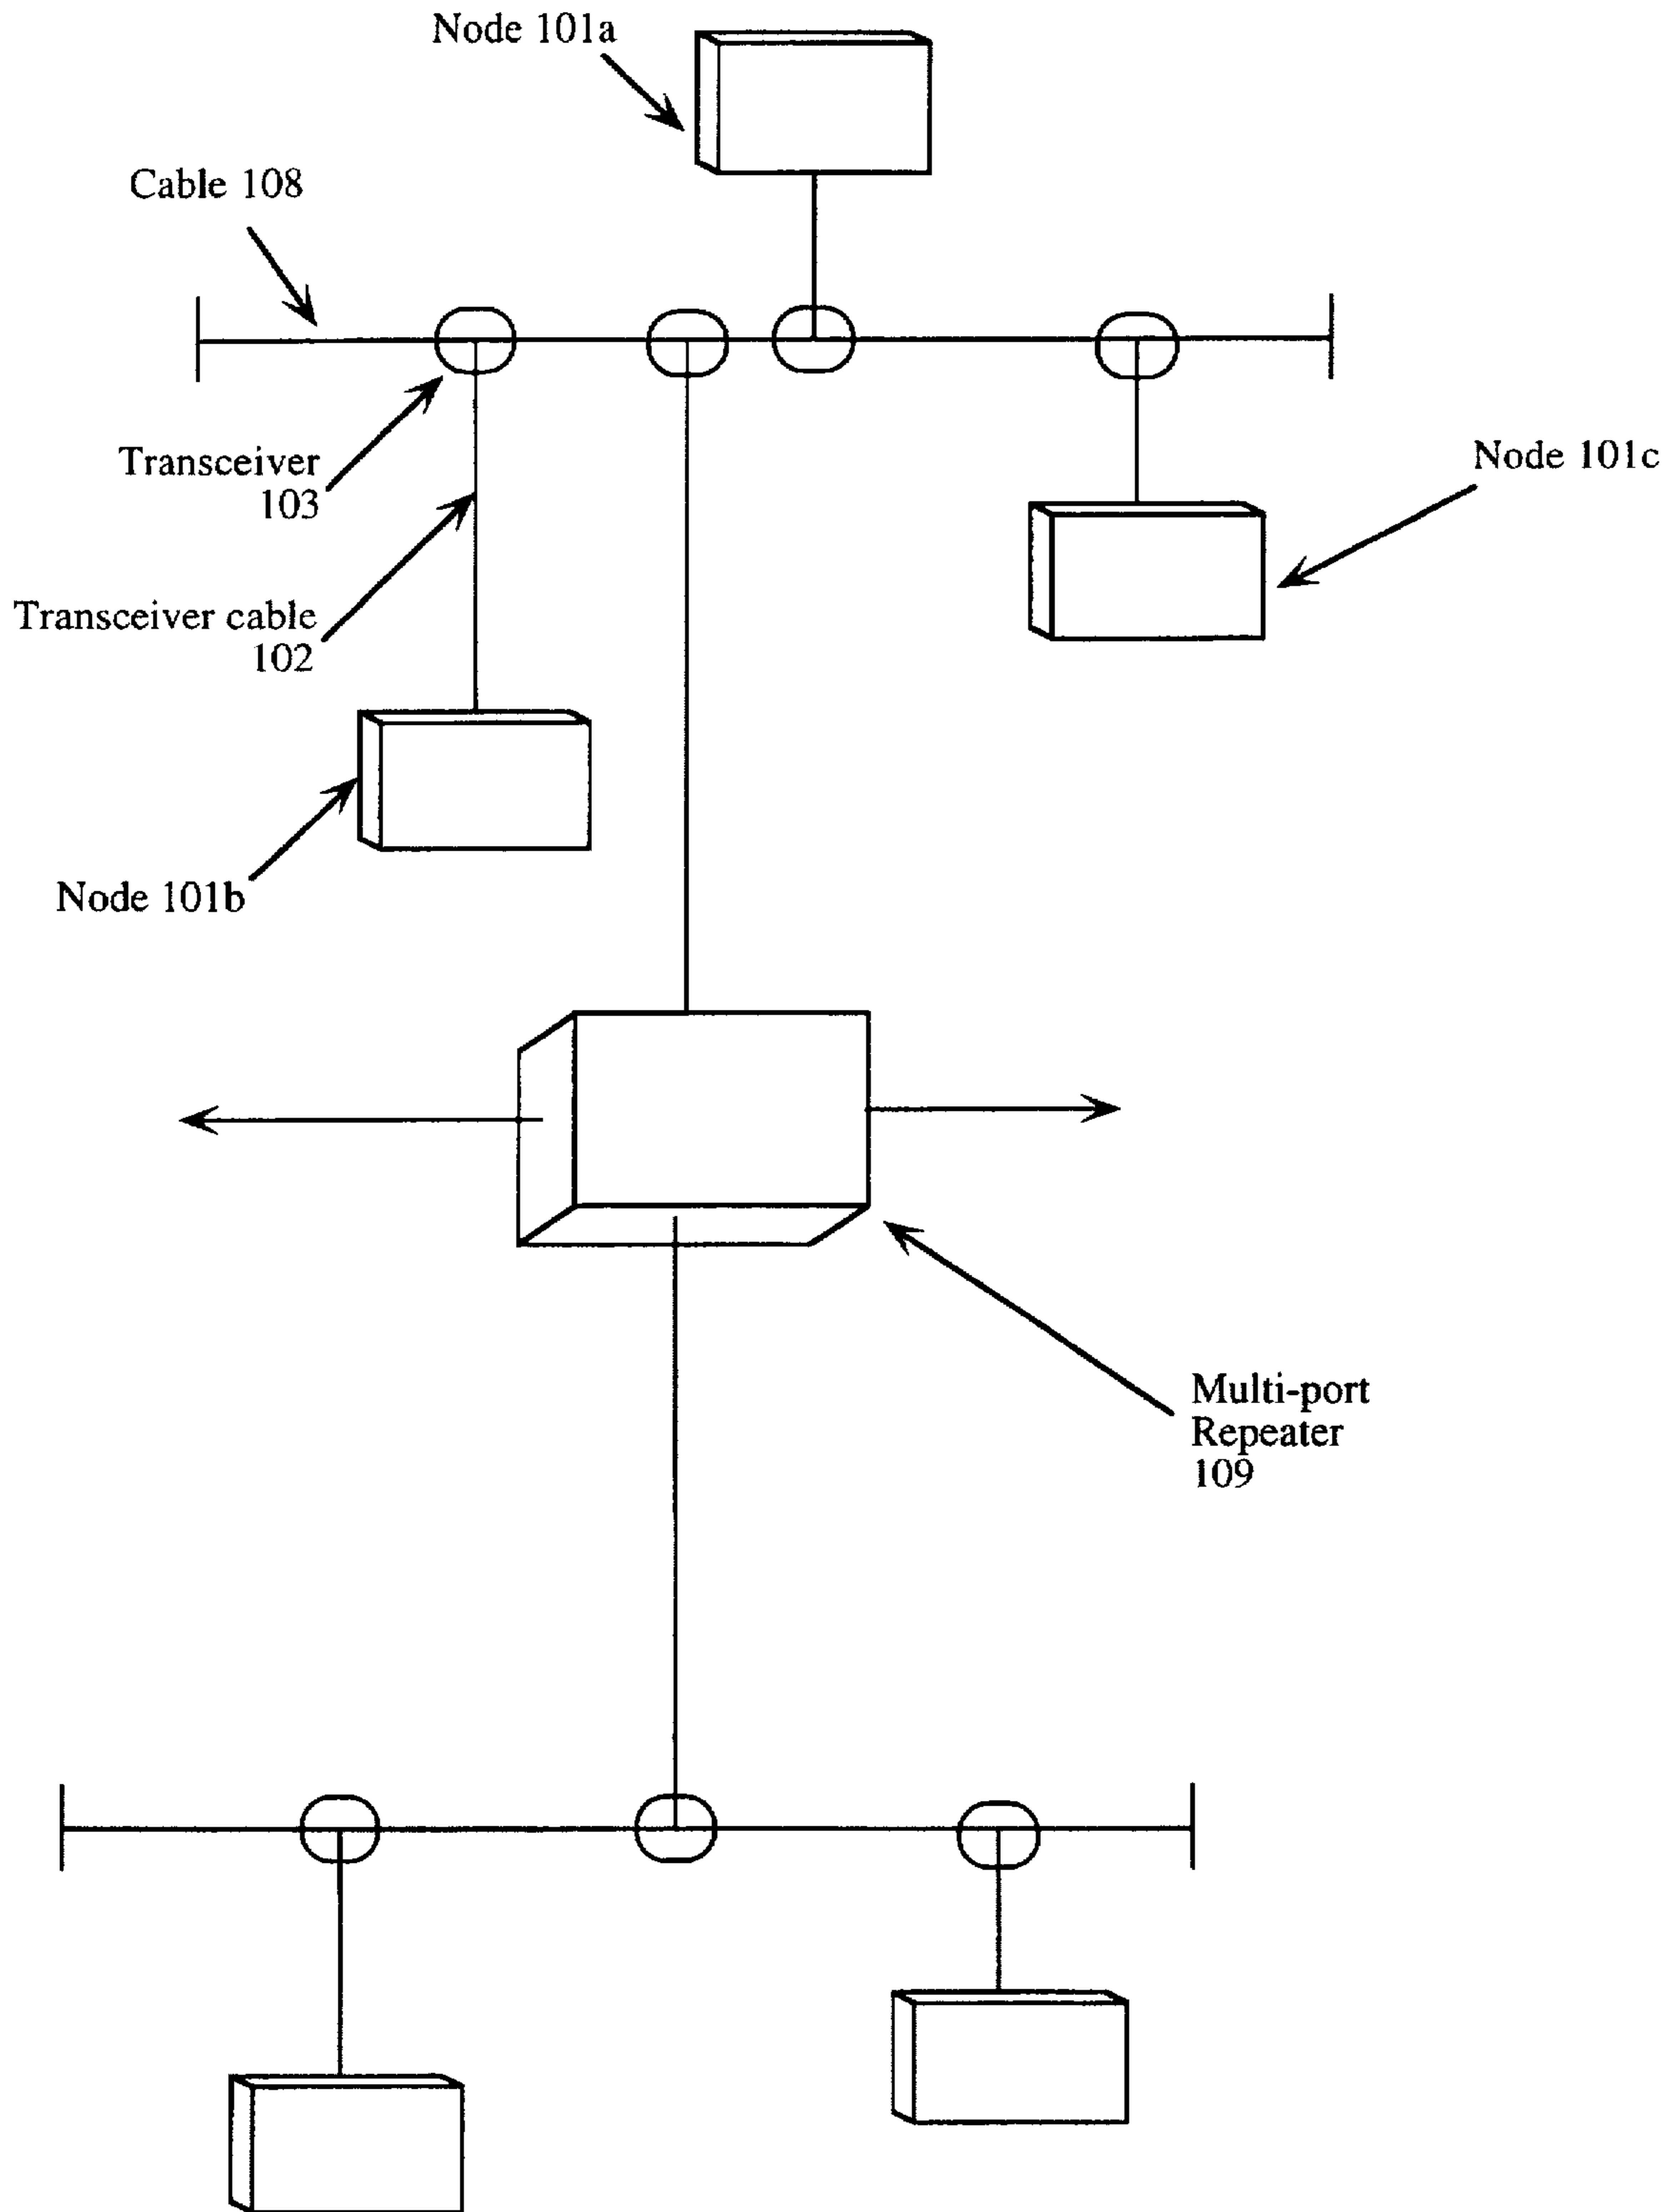 Node 101a
Cable 108
Transceiver
103
Node 101c
Transceiver cable
102
Node 101b
Multi-port
Repeater
109